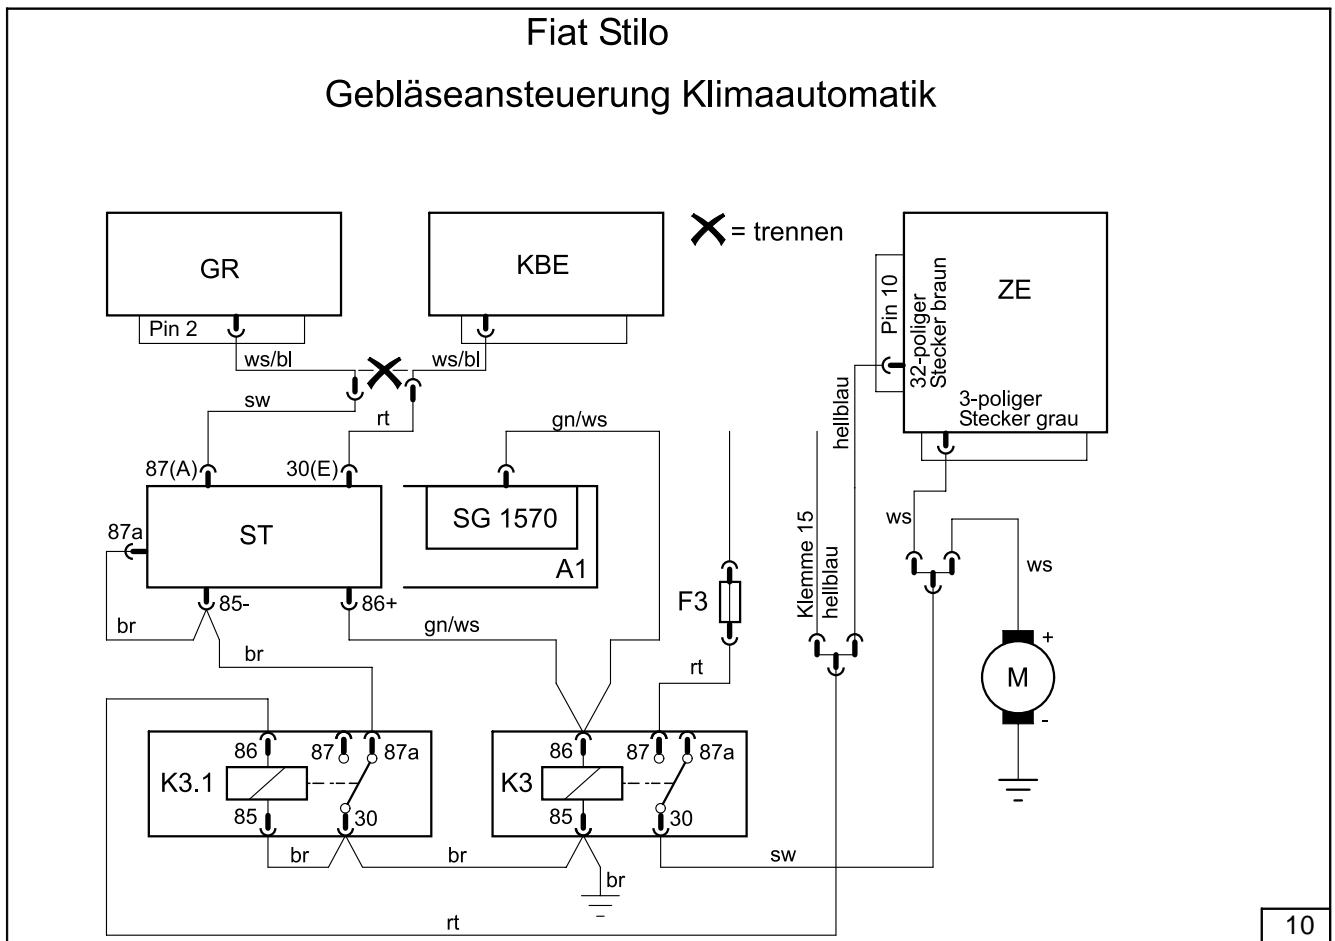 Fiat Stilo
Gebläseansteuerung Klimaautomatik
GR
KBE
= trennen
ZE
Pin 10
32-poliger
Stecker braun
3-poliger
Stecker grau
Pin 2
ws/bl
ws/bl
sw
rt
gn/ws
hellblau
87(A)
30(E)
87a
ST
SG 1570
A1
Klemme 15
hellblau
ws
ws
F3
85-
86+
br
gn/ws
br
rt
+
M
-
86
87
87a
K3.1
85
30
86
87
87a
K3
85
30
br
br
sw
br
rt
10